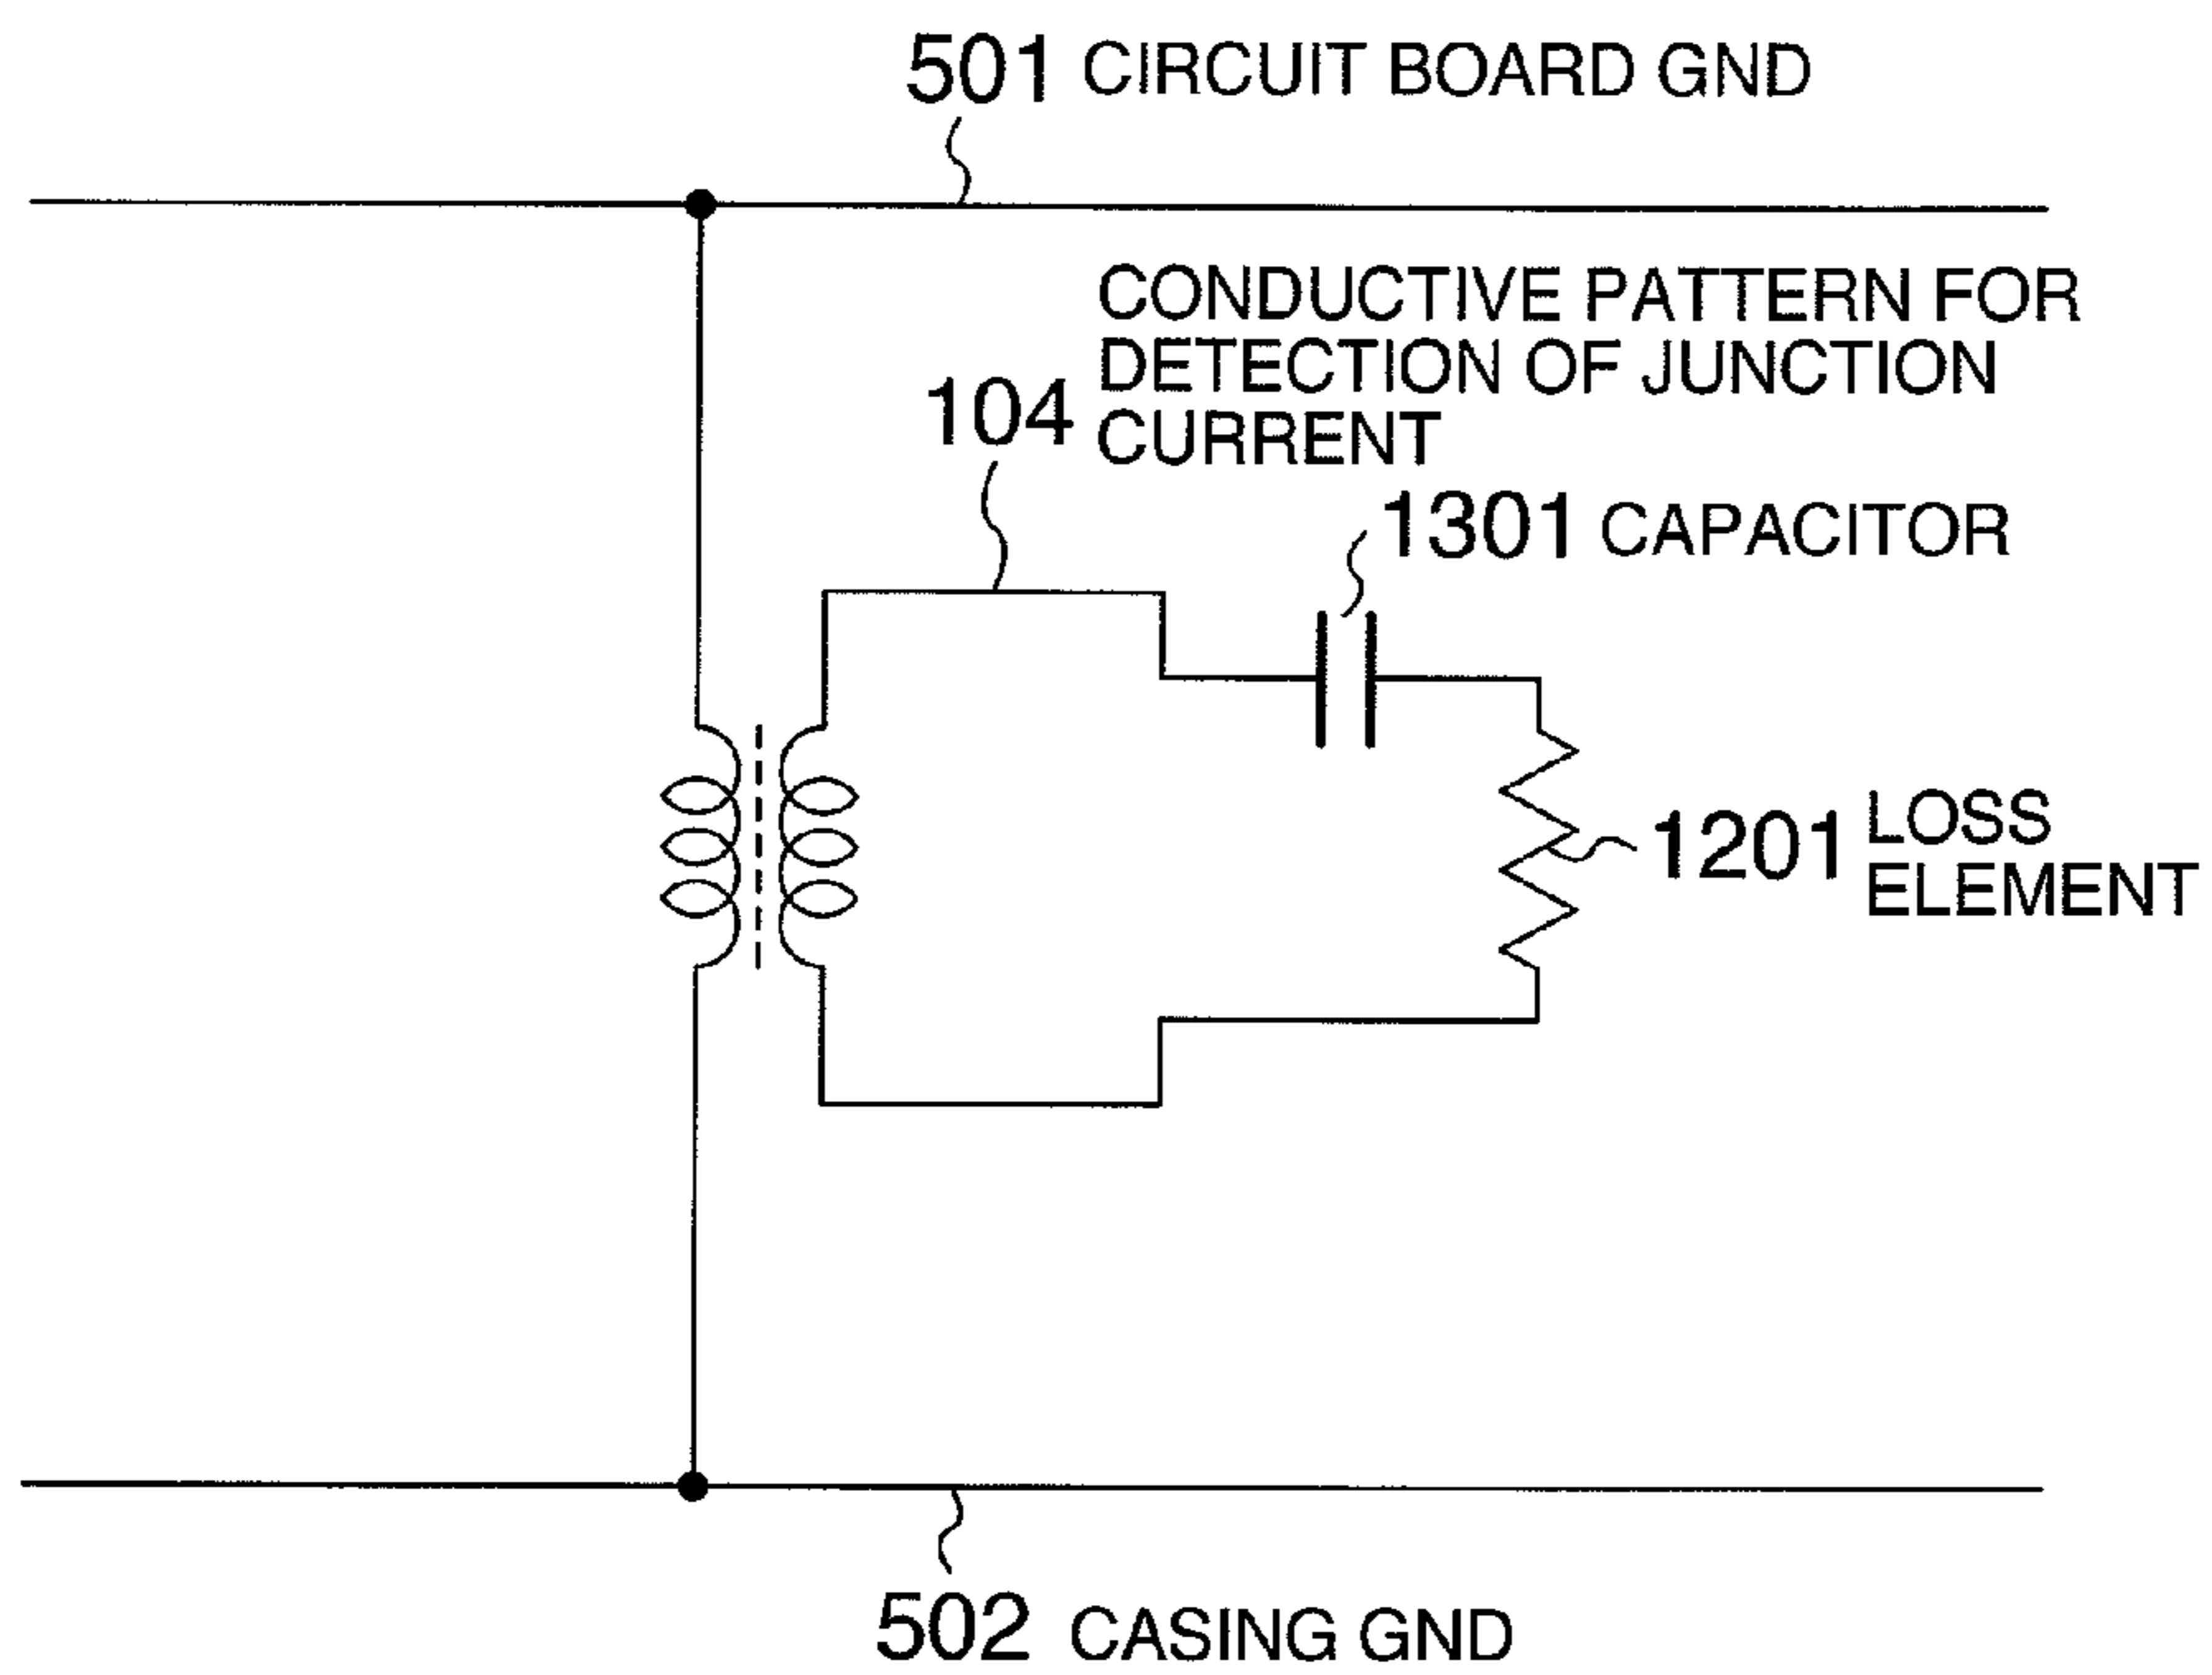 501 CIRCUIT BOARD GND
CONDUCTIVE PATTERN FOR
DETECTION OF JUNCTION
104 CURRENT
1301 CAPACITOR
1201 LOSS
ELEMENT
502 CASING GND